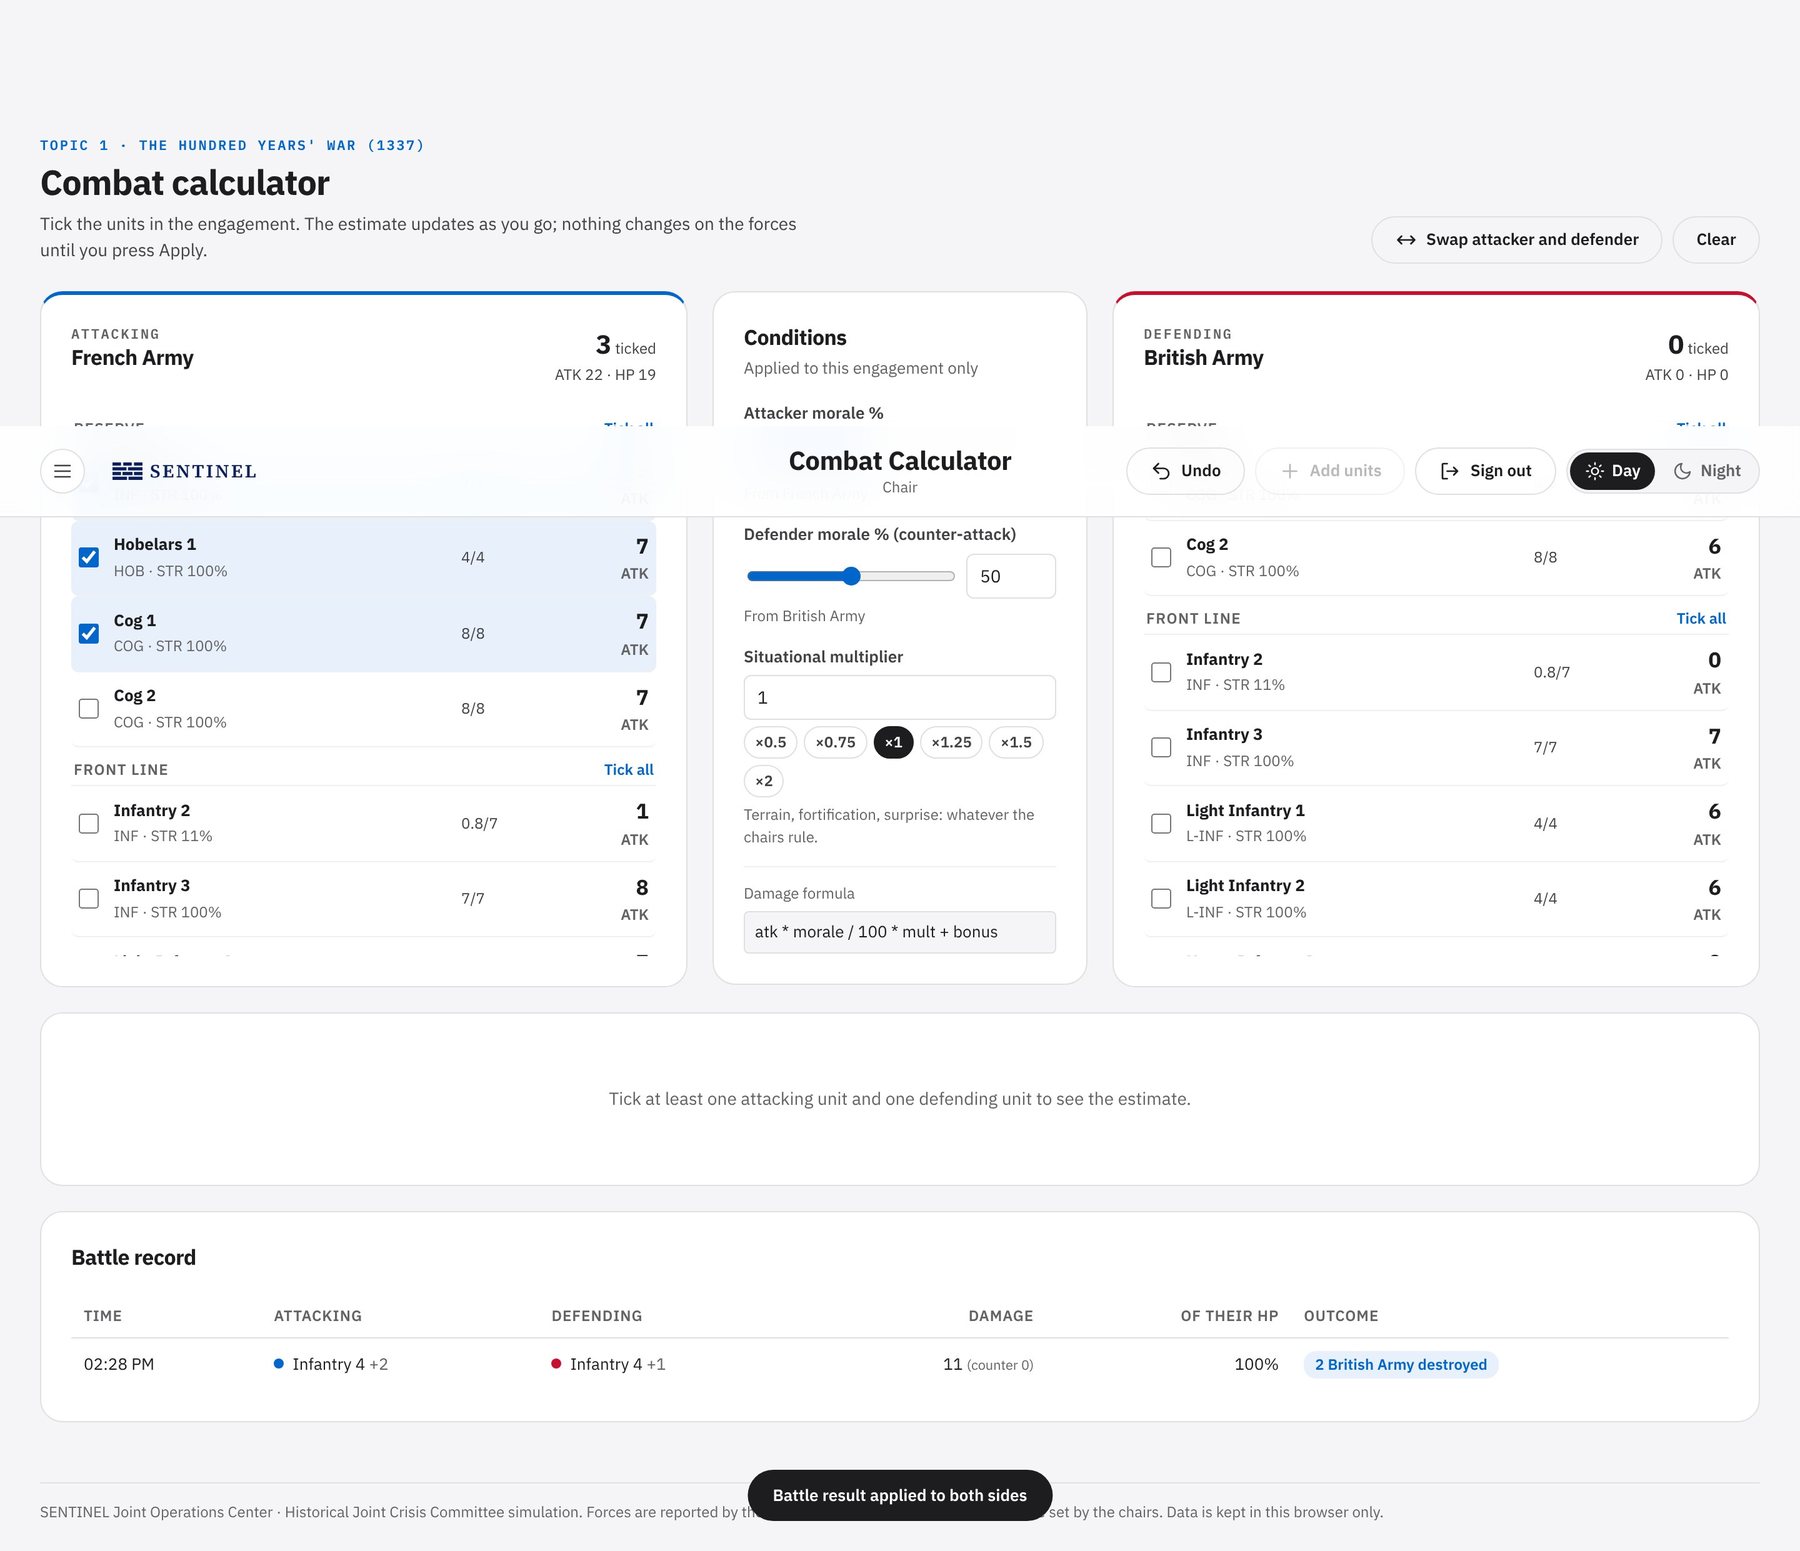 TOPIC 1 · THE HUNDRED YEARS' WAR (1337)
Combat calculator
Tick the units in the engagement. The estimate updates as you go; nothing changes on the forces
until you press Apply.
Swap attacker and defender
Clear
ATTACKING
French Army
3 ticked
ATK 22 · HP 19
Conditions
Applied to this engagement only
Attacker morale %
DEFENDING
British Army
0 ticked
ATK 0 · HP 0
SENTINEL
Combat Calculator
Chair
Undo
Add units
Sign out
Day
Night
Hobelars 1
HOB · STR 100%
4/4
7
ATK
Cog 1
COG · STR 100%
8/8
7
ATK
Cog 2
COG · STR 100%
8/8
7
ATK
FRONT LINE
Tick all
Infantry 2
INF · STR 11%
0.8/7
1
ATK
Infantry 3
INF · STR 100%
7/7
8
ATK
From French Army
Defender morale % (counter-attack)
50
From British Army
Situational multiplier
1
×0.5
×0.75
×1
×1.25
×1.5
×2
Terrain, fortification, surprise: whatever the
chairs rule.
Damage formula
atk * morale / 100 * mult + bonus
Cog 2
COG · STR 100%
8/8
6
ATK
FRONT LINE
Tick all
Infantry 2
INF · STR 11%
0.8/7
0
ATK
Infantry 3
INF · STR 100%
7/7
7
ATK
Light Infantry 1
L-INF · STR 100%
4/4
6
ATK
Light Infantry 2
L-INF · STR 100%
4/4
6
ATK
Tick at least one attacking unit and one defending unit to see the estimate.
Battle record
TIME ATTACKING DEFENDING DAMAGE OF THEIR HP OUTCOME
02:28 PM Infantry 4 +2 Infantry 4 +1 11 (counter 0) 100% 2 British Army destroyed
Battle result applied to both sides
SENTINEL Joint Operations Center · Historical Joint Crisis Committee simulation. Forces are reported by set by the chairs. Data is kept in this browser only.